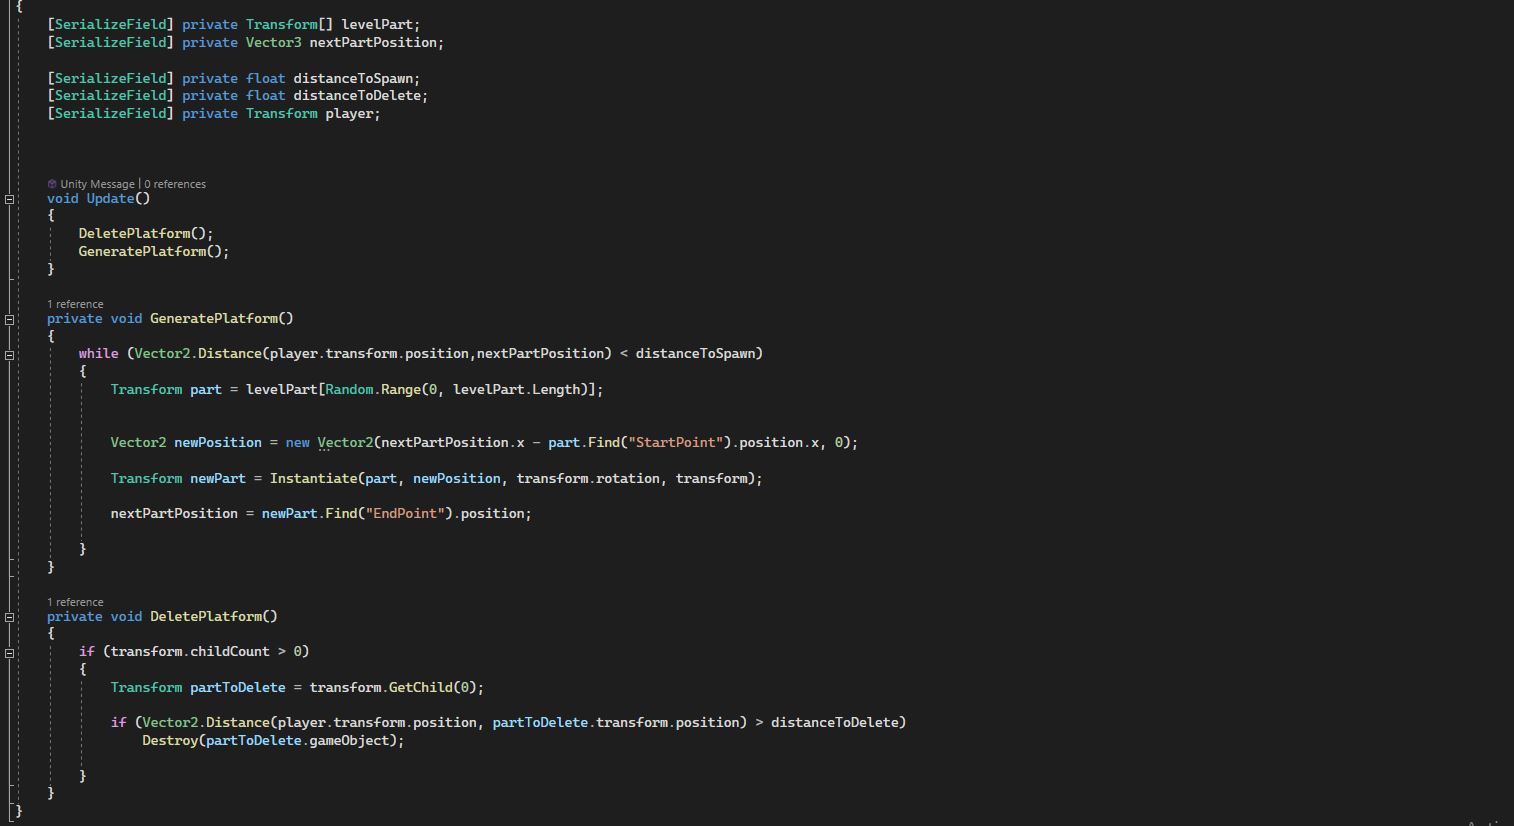 {
[SerializeField] private Transform[] levelPart;
[SerializeField] private Vector3 nextPartPosition;
[SerializeField] private float distanceToSpawn;
[SerializeField] private float distanceToDelete;
[SerializeField] private Transform player;
Unity Message | 0 references
void Update()
{
DeletePlatform();
GeneratePlatform();
}
1 reference
private void GeneratePlatform()
{
while (Vector2.Distance(player.transform.position,nextPartPosition) < distanceToSpawn)
{
Transform part = levelPart[Random.Range(0, levelPart.Length)];
Vector2 newPosition = new Vector2(nextPartPosition.x - part.Find("StartPoint").position.x, 0);
Transform newPart = Instantiate(part, newPosition, transform.rotation, transform);
nextPartPosition = newPart.Find("EndPoint").position;
}
}
1 reference
private void DeletePlatform()
{
if (transform.childCount > 0)
{
Transform partToDelete = transform.GetChild(0);
if (Vector2.Distance(player.transform.position, partToDelete.transform.position) > distanceToDelete)
Destroy(partToDelete.gameObject);
}
}
}